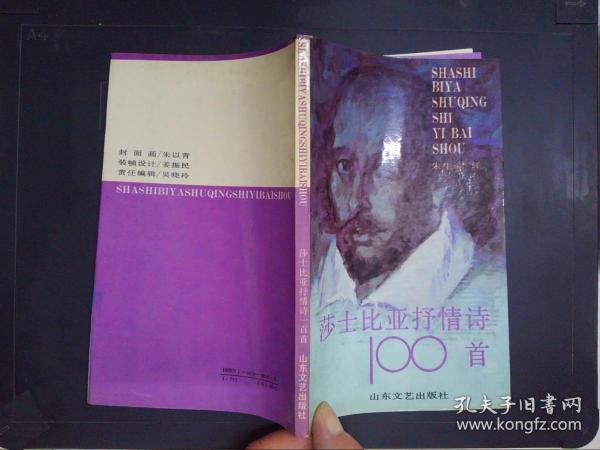 封面画/朱以青
装帧设计/姜振民
责任编辑/吴晓玲
SHASHIBIYASHUQINGSHIYIBAISHOU
SHASHIBIYASHUQINGSHIYIBAISHOU
莎士比亚抒情诗一百首
山东文艺出版社
SHASHI
BIYA
SHUQING
SHI
YI BAI
SHOU
莎士比亚抒情诗
100首
山东文艺出版社
孔夫子旧书网
www.kongfz.com